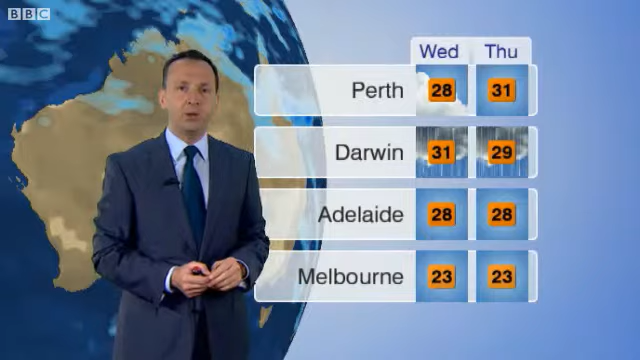 BBC
Wed Thu
Perth 28 31
Darwin 31 29
Adelaide 28 28
Melbourne 23 23